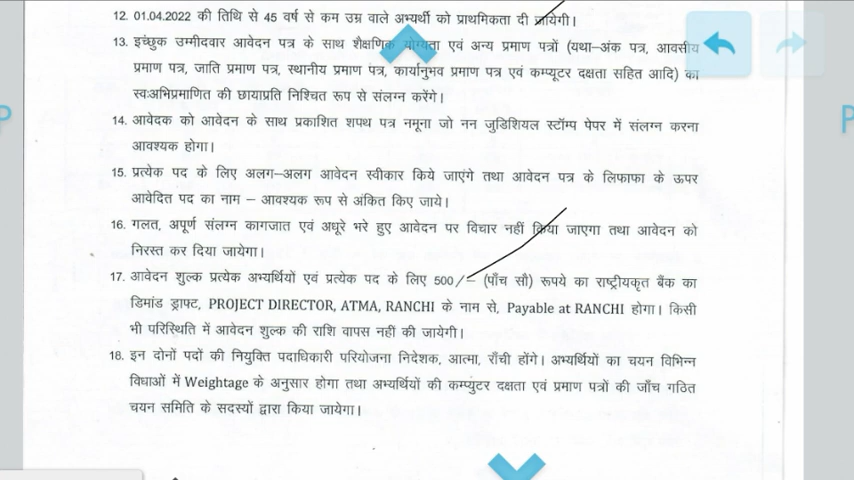 12. 01.04.2022 की तिथि से 45 वर्ष से कम उम्र वाले अभ्यर्थी को प्राथमिकता दी जायेगी।
13. इच्छुक उम्मीदवार आवेदन पत्र के साथ शैक्षणिक योग्यता एवं अन्य प्रमाण पत्रों (यथा–अंक पत्र, आवसीय
प्रमाण पत्र, जाति प्रमाण पत्र, स्थानीय प्रमाण पत्र, कार्यानुभव प्रमाण पत्र एवं कम्प्यूटर दक्षता सहित आदि) का
स्वःअभिप्रमाणित की छायाप्रति निश्चित रूप से संलग्न करेंगे।
14. आवेदक को आवेदन के साथ प्रकाशित शपथ पत्र नमूना जो नन जुडिशियल स्टॉम्प पेपर में संलग्न करना
आवश्यक होगा।
15. प्रत्येक पद के लिए अलग–अलग आवेदन स्वीकार किये जाएंगे तथा आवेदन पत्र के लिफाफा के ऊपर
आवेदित पद का नाम – आवश्यक रूप से अंकित किए जाये।
16. गलत, अपूर्ण संलग्न कागजात एवं अधूरे भरे हुए आवेदन पर विचार नहीं किया जाएगा तथा आवेदन को
निरस्त कर दिया जायेगा।
17. आवेदन शुल्क प्रत्येक अभ्यर्थियों एवं प्रत्येक पद के लिए 500/– (पाँच सौ) रूपये का राष्ट्रीयकृत बैंक का
डिमांड ड्राफ्ट, PROJECT DIRECTOR, ATMA, RANCHI के नाम से, Payable at RANCHI होगा। किसी
भी परिस्थिति में आवेदन शुल्क की राशि वापस नहीं की जायेगी।
18. इन दोनों पदों की नियुक्ति पदाधिकारी परियोजना निदेशक, आत्मा, राँची होंगे। अभ्यर्थियों का चयन विभिन्न
विधाओं में Weightage के अनुसार होगा तथा अभ्यर्थियों की कम्प्युटर दक्षता एवं प्रमाण पत्रों की जाँच गठित
चयन समिति के सदस्यों द्वारा किया जायेगा।